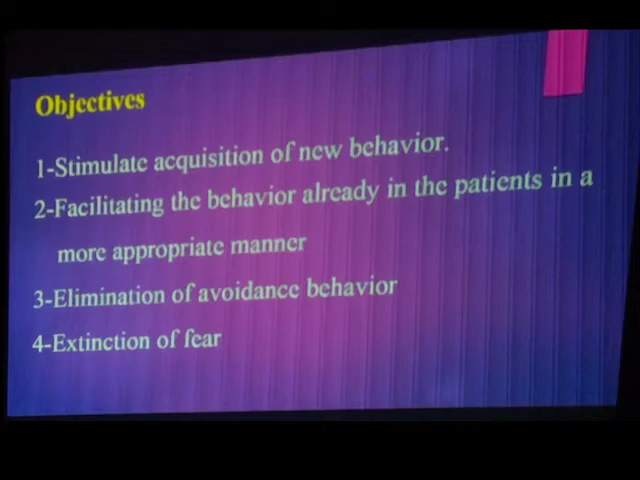 Objectives
1-Stimulate acquisition of new behavior.
2-Facilitating the behavior already in the patients in a
more appropriate manner
3-Elimination of avoidance behavior
4-Extinction of fear